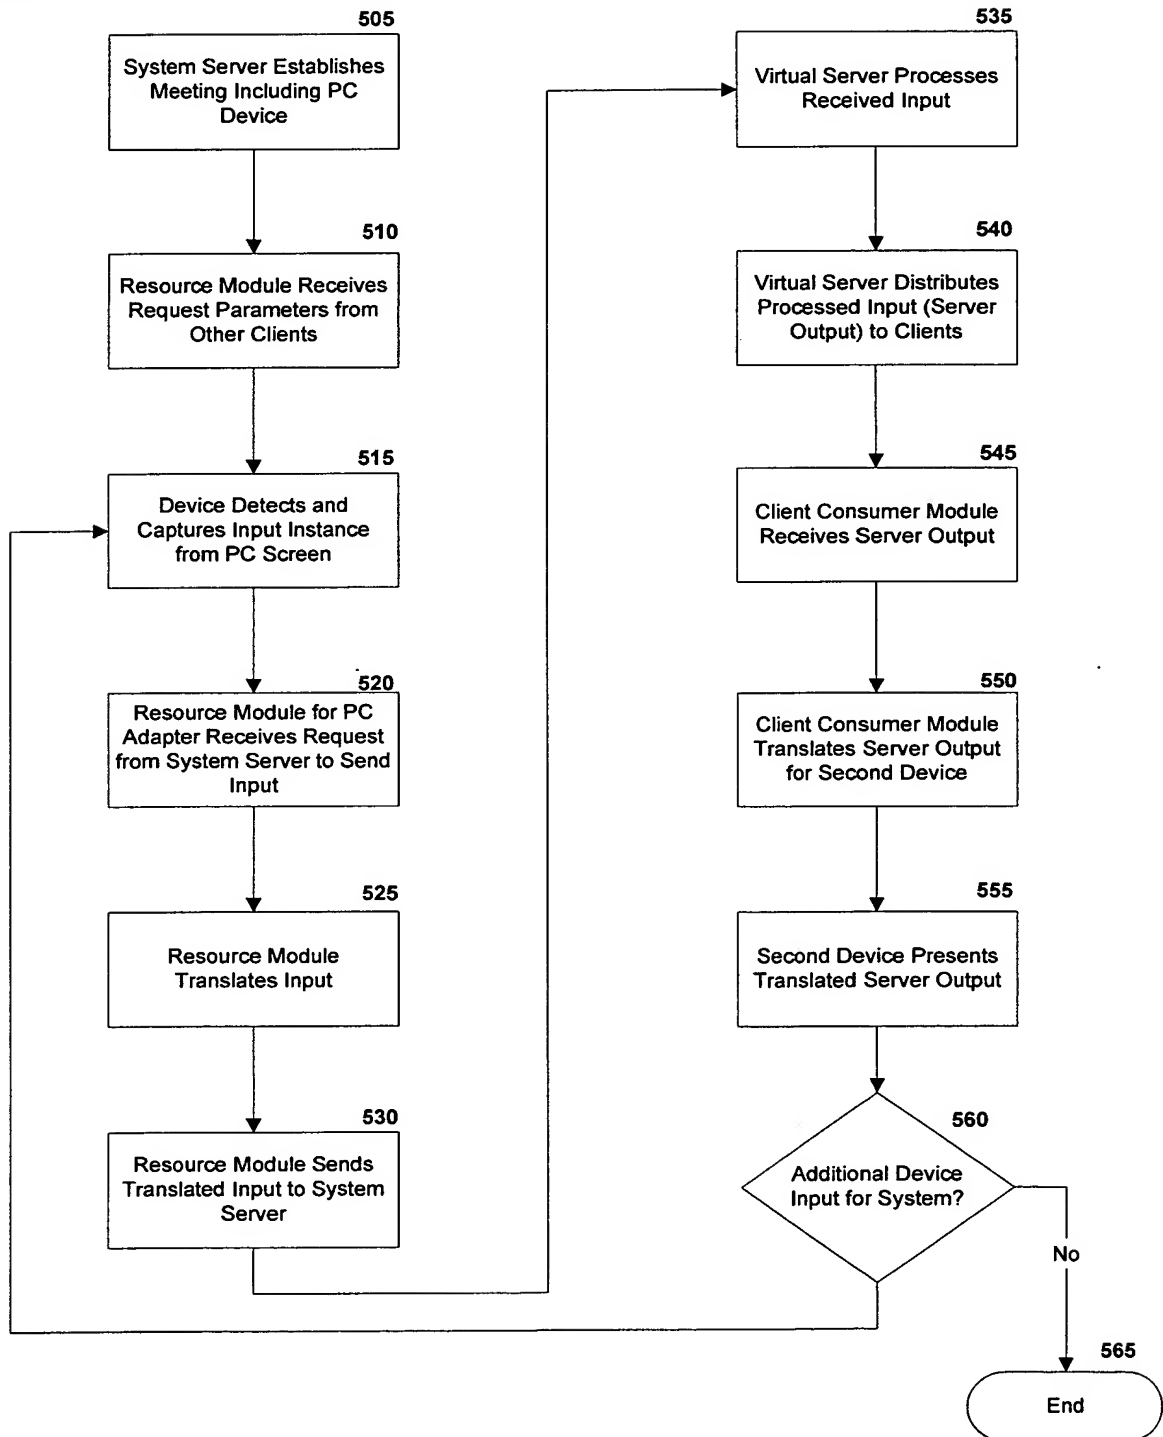 505
System Server Establishes
Meeting Including PC
Device
510
Resource Module Receives
Request Parameters from
Other Clients
515
Device Detects and
Captures Input Instance
from PC Screen
520
Resource Module for PC
Adapter Receives Request
from System Server to Send
Input
525
Resource Module
Translates Input
530
Resource Module Sends
Translated Input to System
Server
535
Virtual Server Processes
Received Input
540
Virtual Server Distributes
Processed Input (Server
Output) to Clients
545
Client Consumer Module
Receives Server Output
550
Client Consumer Module
Translates Server Output
for Second Device
555
Second Device Presents
Translated Server Output
560
Additional Device
Input for System?
No
565
End